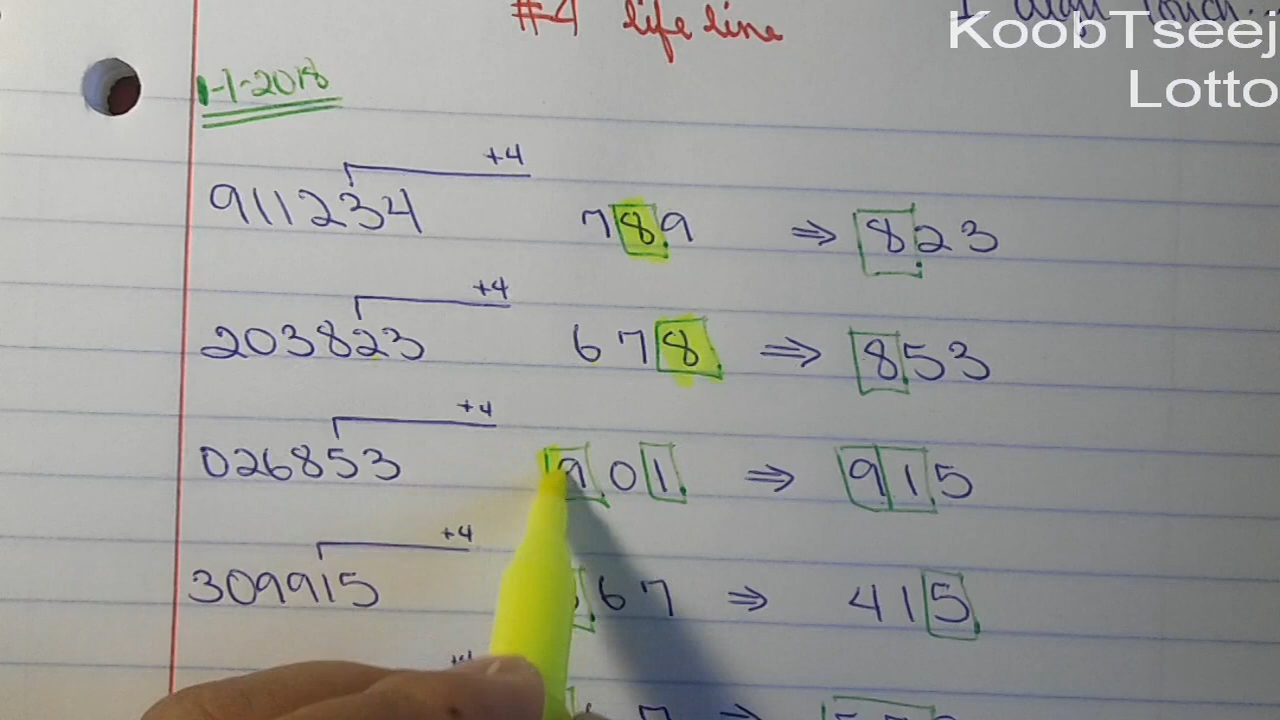 #4 life line
KoobTseej
Lotto
1-1-2018
+4
911234 789 ⇒ 823
+4
203823 678 ⇒ 853
+4
026853 901 ⇒ 915
+4
309915 67 ⇒ 415